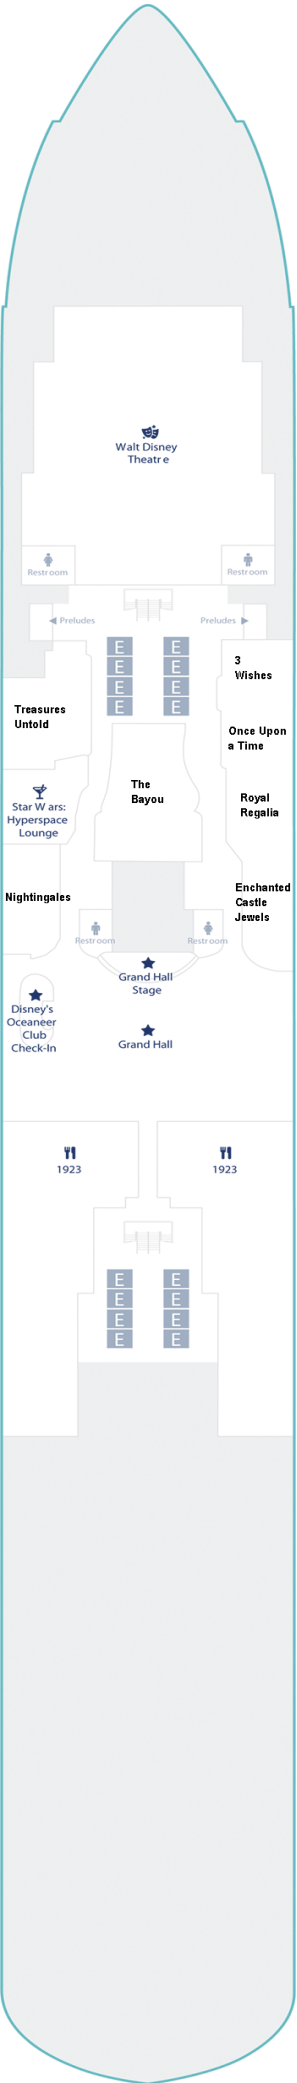 Walt Disney
Theatre
Restroom
Restroom
Preludes
Preludes
E E
E E
E E
E E
3
Wishes
Treasures
Untold
Once Upon
a Time
The
Bayou
Star Wars:
Hyperspace
Lounge
Royal
Regalia
Nightingales
Enchanted
Castle
Jewels
Restroom
Restroom
Grand Hall
Stage
Disney's
Oceaneer
Club
Check-In
Grand Hall
1923
1923
E E
E E
E E
E E